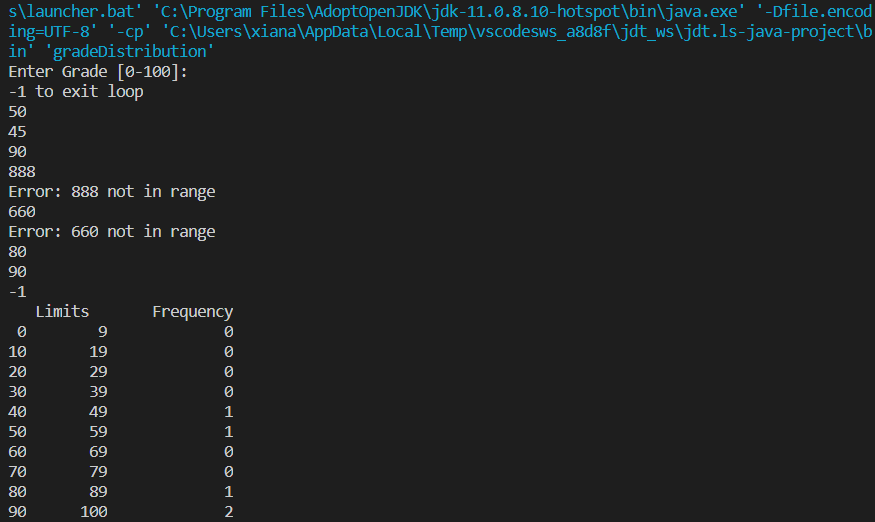 s\launcher.bat' 'C:\Program Files\AdoptOpenJDK\jdk-11.0.8.10-hotspot\bin\java.exe' '-Dfile.encod
ing=UTF-8' '-cp' 'C:\Users\xiana\AppData\Local\Temp\vscodesws_a8d8f\jdt_ws\jdt.ls-java-project\b
in' 'gradeDistribution'
Enter Grade [0-100]:
-1 to exit loop
50
45
90
888
Error: 888 not in range
660
Error: 660 not in range
80
90
-1
   Limits       Frequency
 0        9             0
10       19             0
20       29             0
30       39             0
40       49             1
50       59             1
60       69             0
70       79             0
80       89             1
90      100             2